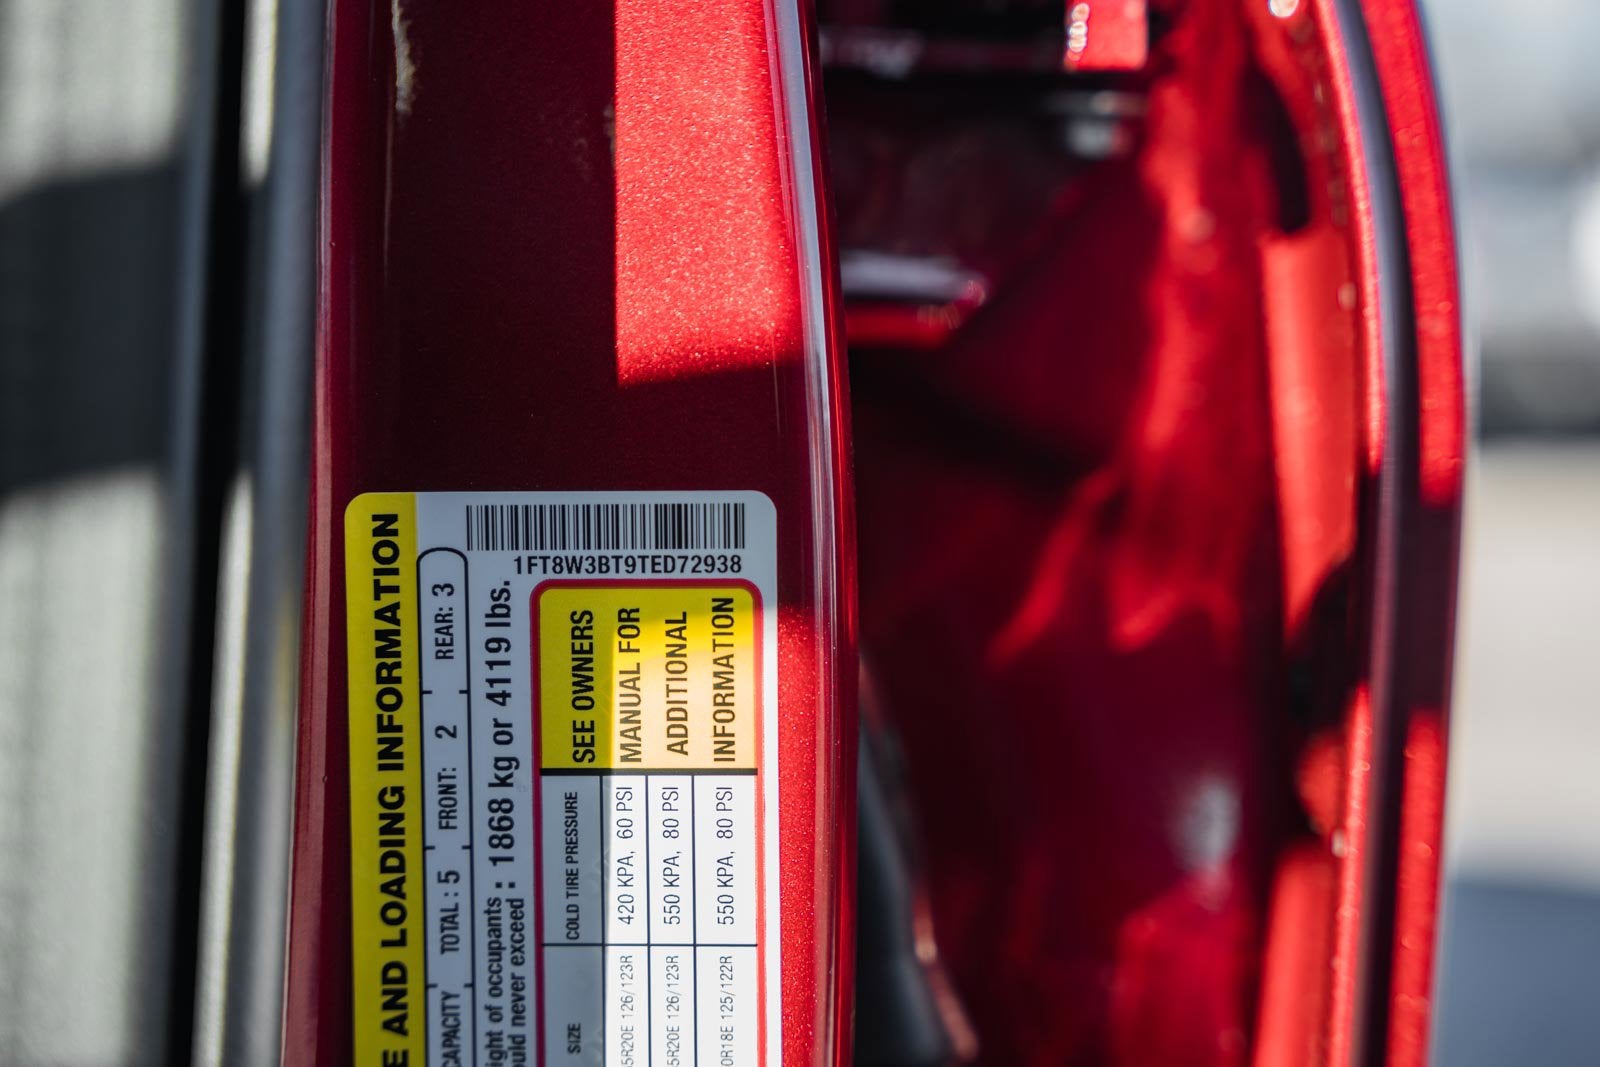 1FT8W3BT9TED72938
E AND LOADING INFORMATION
CAPACITY TOTAL : 5 FRONT: 2 REAR: 3
ight of occupants
ould never exceed : 1868 kg or 4119 lbs.
SIZE COLD TIRE PRESSURE SEE OWNERS
5R20E 126/123R 420 KPA, 60 PSI MANUAL FOR
5R20E 126/123R 550 KPA, 80 PSI ADDITIONAL
0R18E 125/122R 550 KPA, 80 PSI INFORMATION